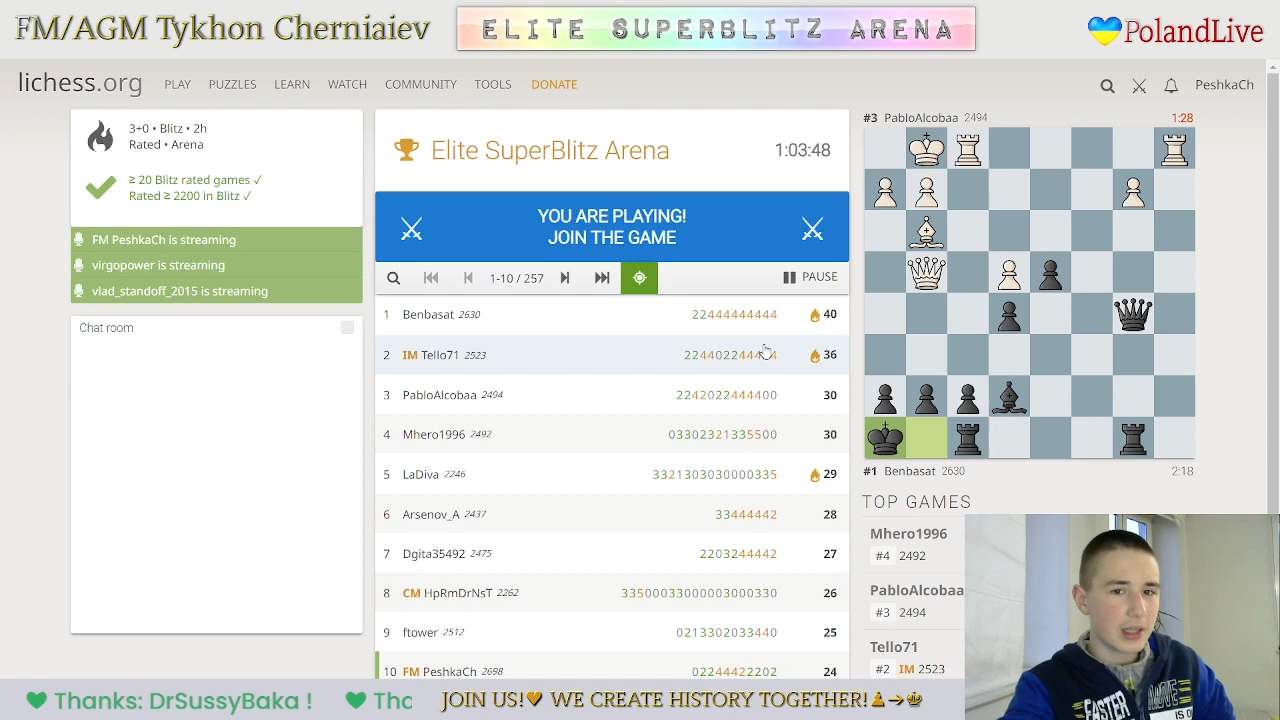 FM/AGM Tykhon Cherniaiev
ELITE SUPERBLITZ ARENA
PolandLive
lichess.org PLAY PUZZLES LEARN WATCH COMMUNITY TOOLS DONATE PeshkaCh
3+0 • Blitz • 2h
Rated • Arena
≥ 20 Blitz rated games ✓
Rated ≥ 2200 in Blitz ✓
FM PeshkaCh is streaming
virgopower is streaming
vlad_standoff_2015 is streaming
Chat room
Elite SuperBlitz Arena 1:03:48
YOU ARE PLAYING!
JOIN THE GAME
1-10 / 257 PAUSE
1 Benbasat 2630 22444444444 40
2 IM Tello71 2523 36
3 PabloAlcobaa 2494 2242022444400 30
4 Mhero1996 2492 03302321335500 30
5 LaDiva 2246 3321303030000335 29
6 Arsenov_A 2437 33444442 28
7 Dgita35492 2475 2203244442 27
8 CM HpRmDrNsT 2262 33500033000003000330 26
9 ftower 2512 0213302033440 25
10 FM PeshkaCh 2698 02244422202 24
#3 PabloAlcobaa 2494 1:28
#1 Benbasat 2630 2:18
TOP GAMES
Mhero1996
#4 2492
PabloAlcobaa
#3 2494
Tello71
#2 IM 2523
Thanks: DrSussyBaka !
JOIN US! WE CREATE HISTORY TOGETHER!